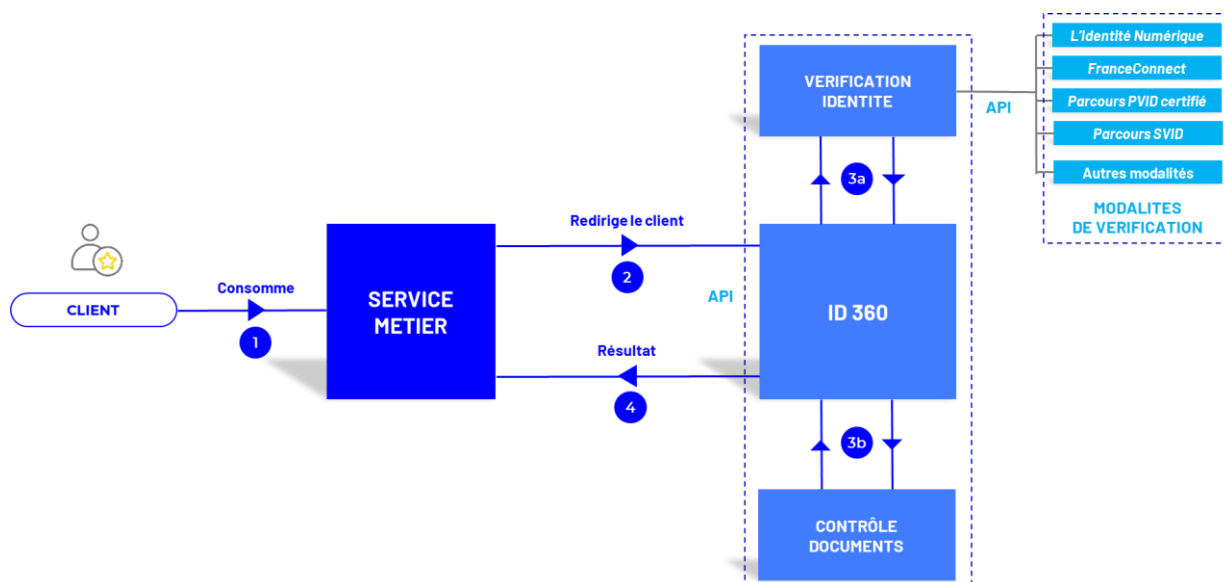 L'Identité Numérique
FranceConnect
Parcours PVID certifié
Parcours SVID
Autres modalités
MODALITES
DE VERIFICATION
VERIFICATION
IDENTITE
API
3a
Redirige le client
2
CLIENT
Consomme
1
SERVICE
METIER
API
ID 360
Résultat
4
3b
CONTRÔLE
DOCUMENTS